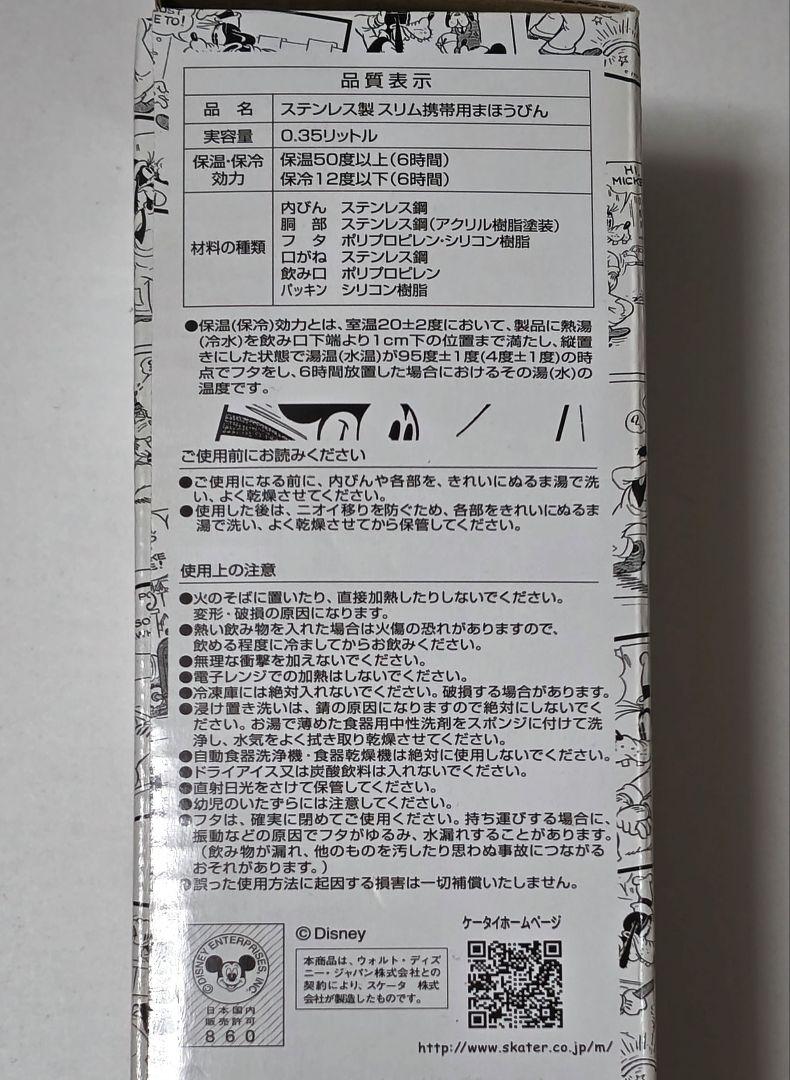 JUST
E TO!
HI,
MICKE
品質表示
品 名 ステンレス製 スリム携帯用まほうびん
実容量 0.35リットル
保温・保冷効力 保温50度以上(6時間)
保冷12度以下(6時間)
材料の種類
内びん ステンレス鋼
胴 部 ステンレス鋼(アクリル樹脂塗装)
フ タ ポリプロピレン・シリコン樹脂
口がね ステンレス鋼
飲み口 ポリプロピレン
パッキン シリコン樹脂
●保温(保冷)効力とは、室温20±2度において、製品に熱湯
(冷水)を飲み口下端より1cm下の位置まで満たし、縦置
きにした状態で湯温(水温)が95度±1度(4度±1度)の時
点でフタをし、6時間放置した場合におけるその湯(水)の
温度です。
ご使用前にお読みください
●ご使用になる前に、内びんや各部を、きれいにぬるま湯で洗
い、よく乾燥させてください。
●使用した後は、ニオイ移りを防ぐため、各部をきれいにぬるま
湯で洗い、よく乾燥させてから保管してください。
使用上の注意
●火のそばに置いたり、直接加熱したりしないでください。
変形・破損の原因になります。
●熱い飲み物を入れた場合は火傷の恐れがありますので、
飲める程度に冷ましてからお飲みください。
●無理な衝撃を加えないでください。
●電子レンジでの加熱はしないでください。
●冷凍庫には絶対入れないでください。破損する場合があります。
●浸け置き洗いは、錆の原因になりますので絶対にしないでく
ださい。お湯で薄めた食器用中性洗剤をスポンジに付けて洗
浄し、水気をよく拭き取り乾燥させてください。
●自動食器洗浄機・食器乾燥機は絶対に使用しないでください。
●ドライアイス又は炭酸飲料は入れないでください。
●直射日光をさけて保管してください。
●幼児のいたずらには注意してください。
●フタは、確実に閉めてご使用ください。持ち運びする場合に、
振動などの原因でフタがゆるみ、水漏れすることがあります。
(飲み物が漏れ、他のものを汚したり思わぬ事故につながる
おそれがあります。)
●誤った使用方法に起因する損害は一切補償いたしません。
©DISNEY ENTERPRISES, INC.
日本国内
販売許可
860
©Disney
本商品は、ウォルト・ディズ
ニー・ジャパン株式会社との
契約により、スケータ 株式
会社が製造したものです。
ケータイホームページ
http://www.skater.co.jp/m/